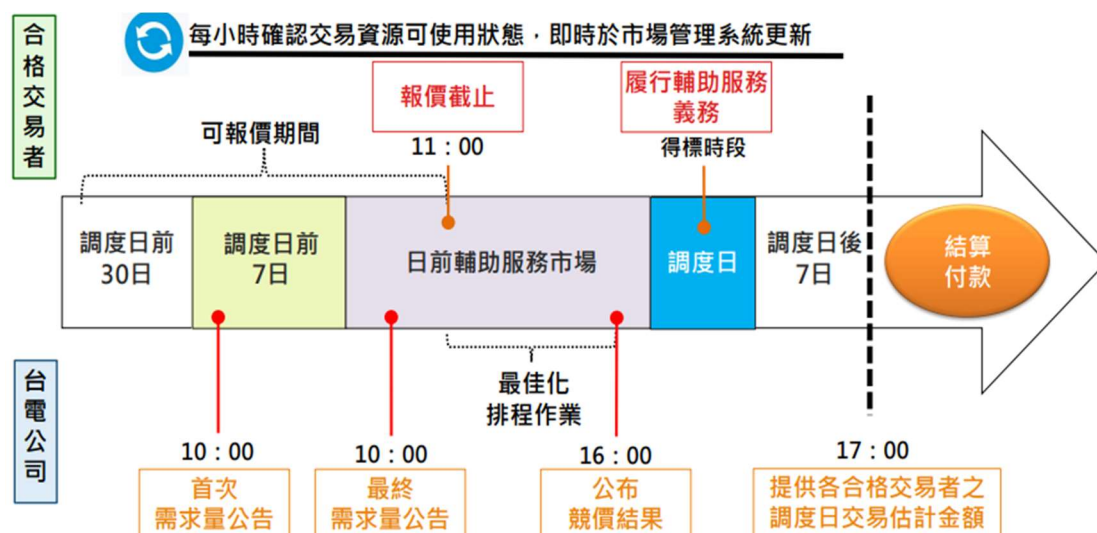 合格交易者
每小時確認交易資源可使用狀態，即時於市場管理系統更新
報價截止
11：00
履行輔助服務
義務
得標時段
可報價期間
調度日前
30日
調度日前
7日
日前輔助服務市場
調度日
調度日後
7日
結算
付款
台電公司
最佳化
排程作業
10：00
首次
需求量公告
10：00
最終
需求量公告
16：00
公布
競價結果
17：00
提供各合格交易者之
調度日交易估計金額